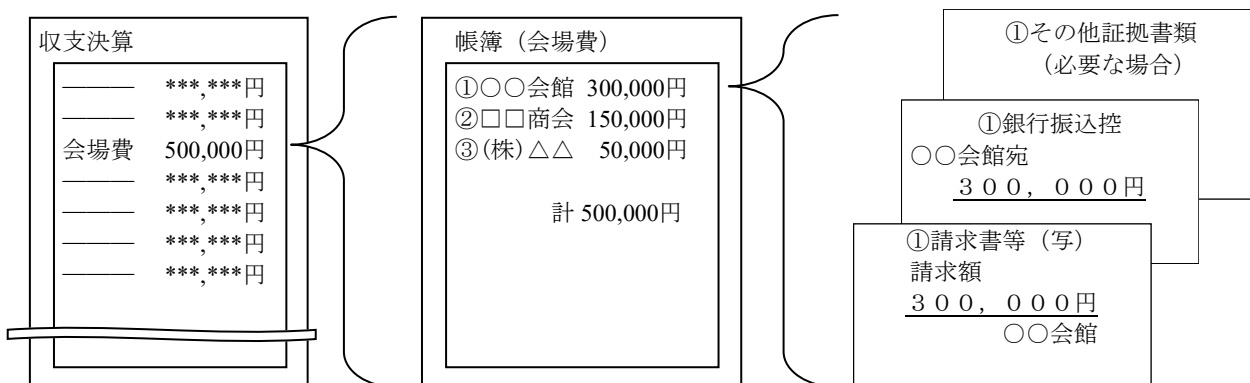 収支決算
——— ***,***円
——— ***,***円
会場費 500,000円
——— ***,***円
——— ***,***円
——— ***,***円
——— ***,***円
帳簿（会場費）
①○○会館 300,000円
②□□商会 150,000円
③(株)△△ 50,000円
計 500,000円
①その他証拠書類
（必要な場合）
①銀行振込控
○○会館宛
３００，０００円
①請求書等（写）
請求額
３００，０００円
○○会館